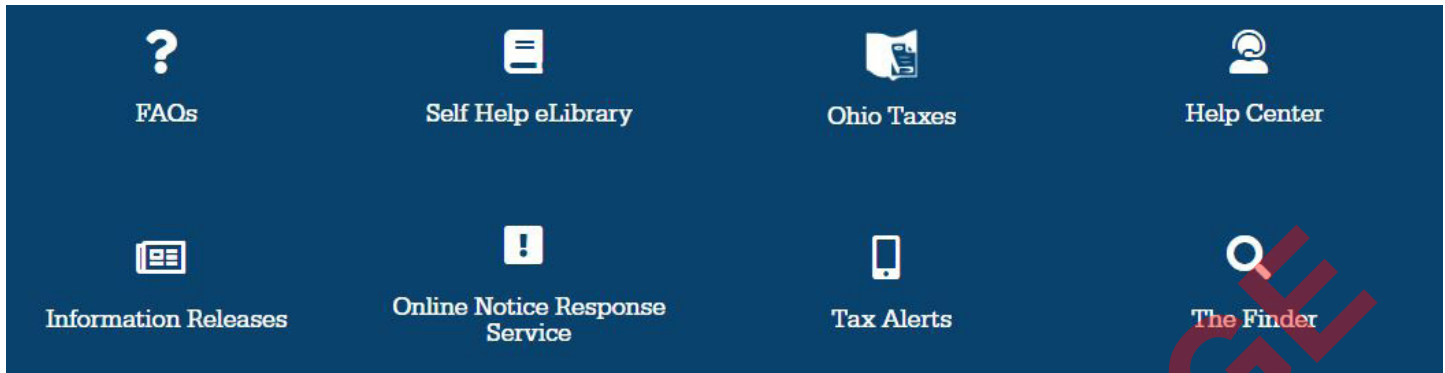 FAQs
Self Help eLibrary
Ohio Taxes
Help Center
Information Releases
Online Notice Response
Service
Tax Alerts
The Finder